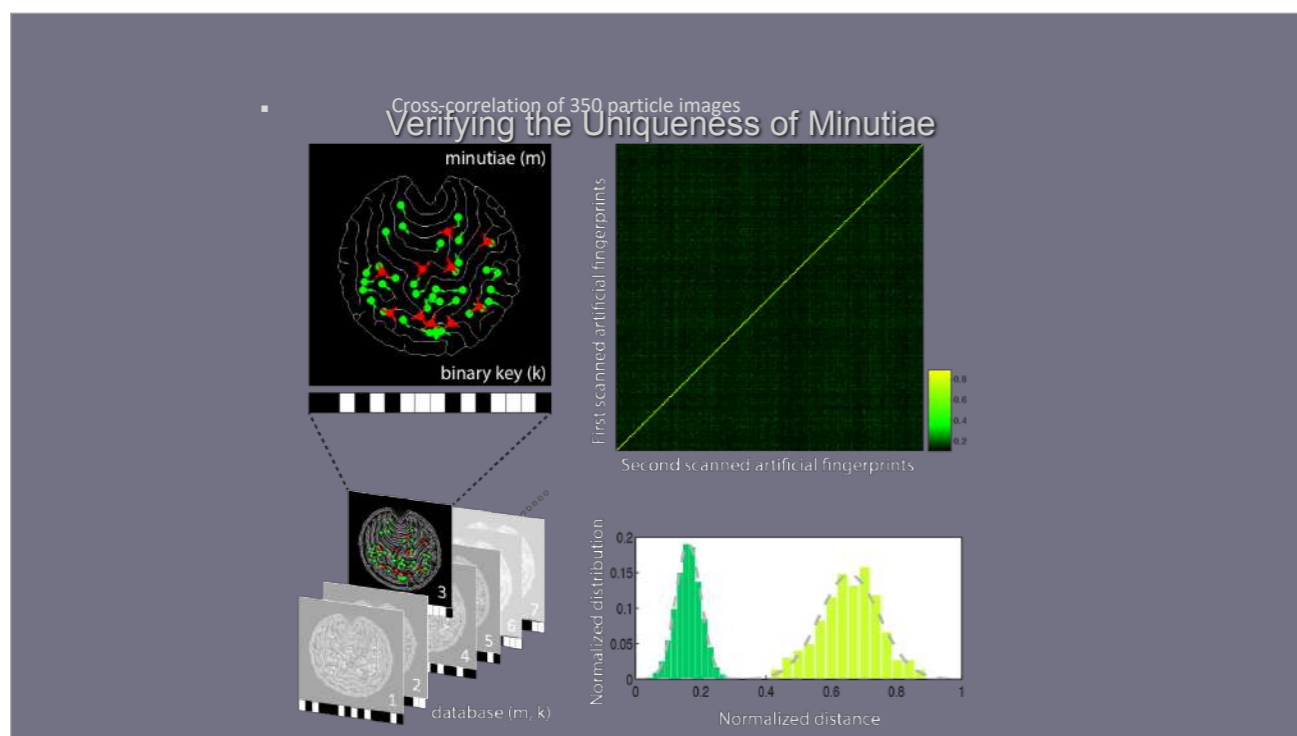 Cross-correlation of 350 particle images
Verifying the Uniqueness of Minutiae
minutiae (m)
binary key (k)
First scanned artificial fingerprints
0.8
0.6
0.4
0.2
Second scanned artificial fingerprints
1
2
3
4
5
6
7
database (m, k)
Normalized distribution
0.2
0.15
0.1
0.05
0
0 0.2 0.4 0.6 0.8 1
Normalized distance